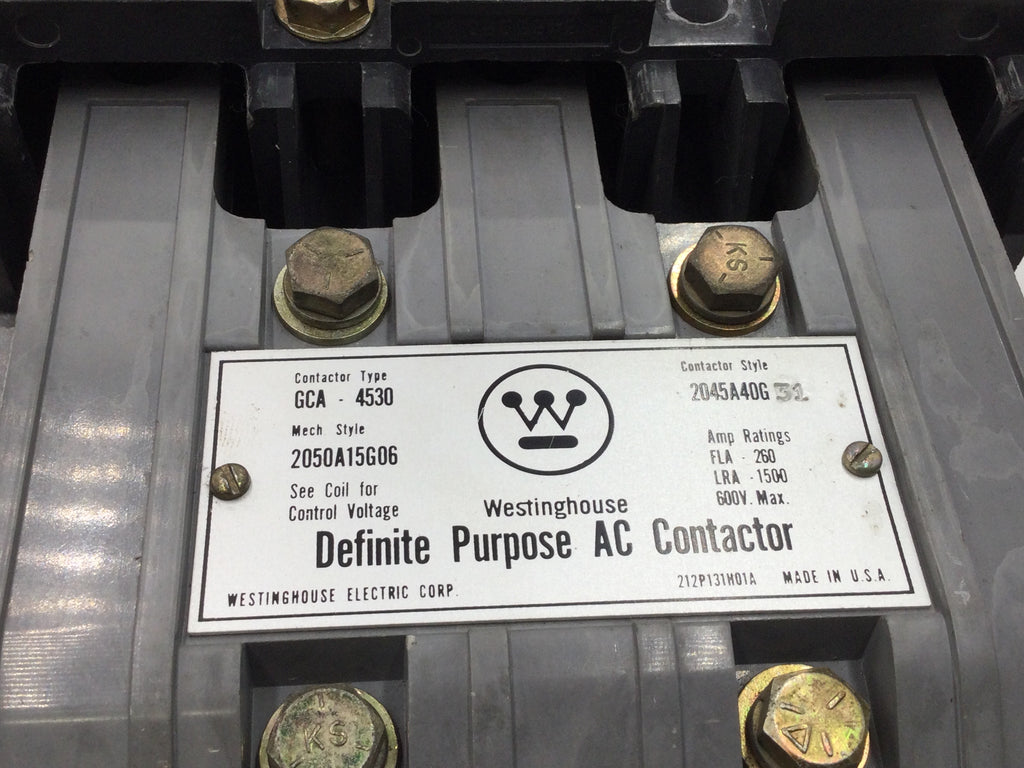 KS
Contactor Type
GCA - 4530
Mech Style
2050A15G06
See Coil for
Control Voltage
W
Westinghouse
Contactor Style
2045A40G 31
Amp Ratings
FLA - 260
LRA - 1500
600V. Max.
Definite Purpose AC Contactor
WESTINGHOUSE ELECTRIC CORP.
212P131H01A MADE IN U.S.A.
KS